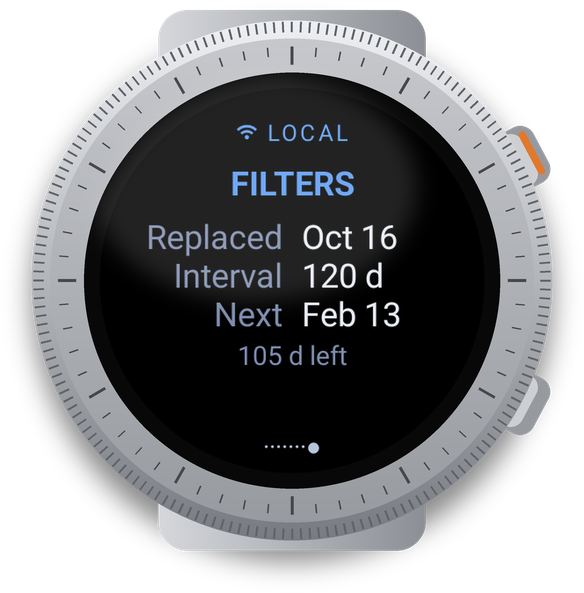 LOCAL
FILTERS
Replaced Oct 16
Interval 120 d
Next Feb 13
105 d left